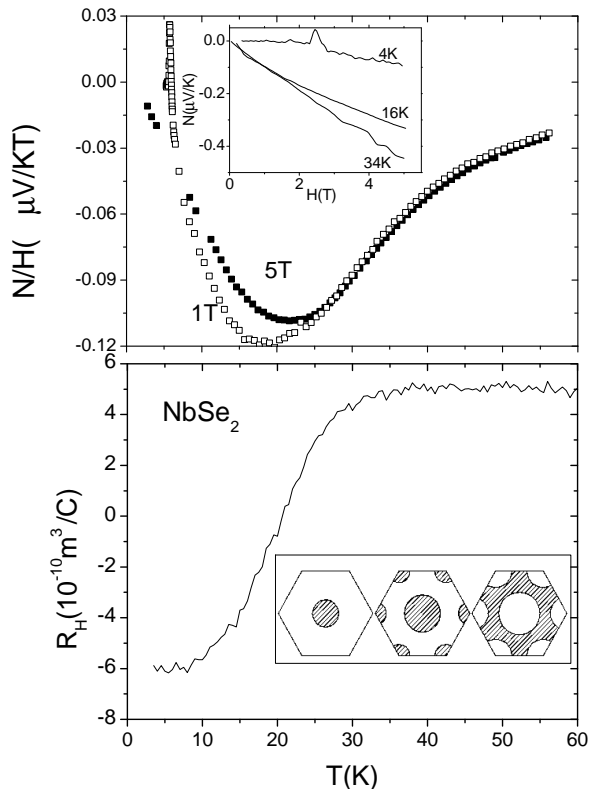 0.03
0.00
-0.03
-0.06
-0.09
-0.12
N/H( μV/KT)
5T
1T
0.0
-0.2
-0.4
N(μV/K)
4K
16K
34K
0 2 4
H(T)
6
4
2
0
-2
-4
-6
-8
R_H(10^-10 m^3/C)
NbSe_2
0 10 20 30 40 50 60
T(K)